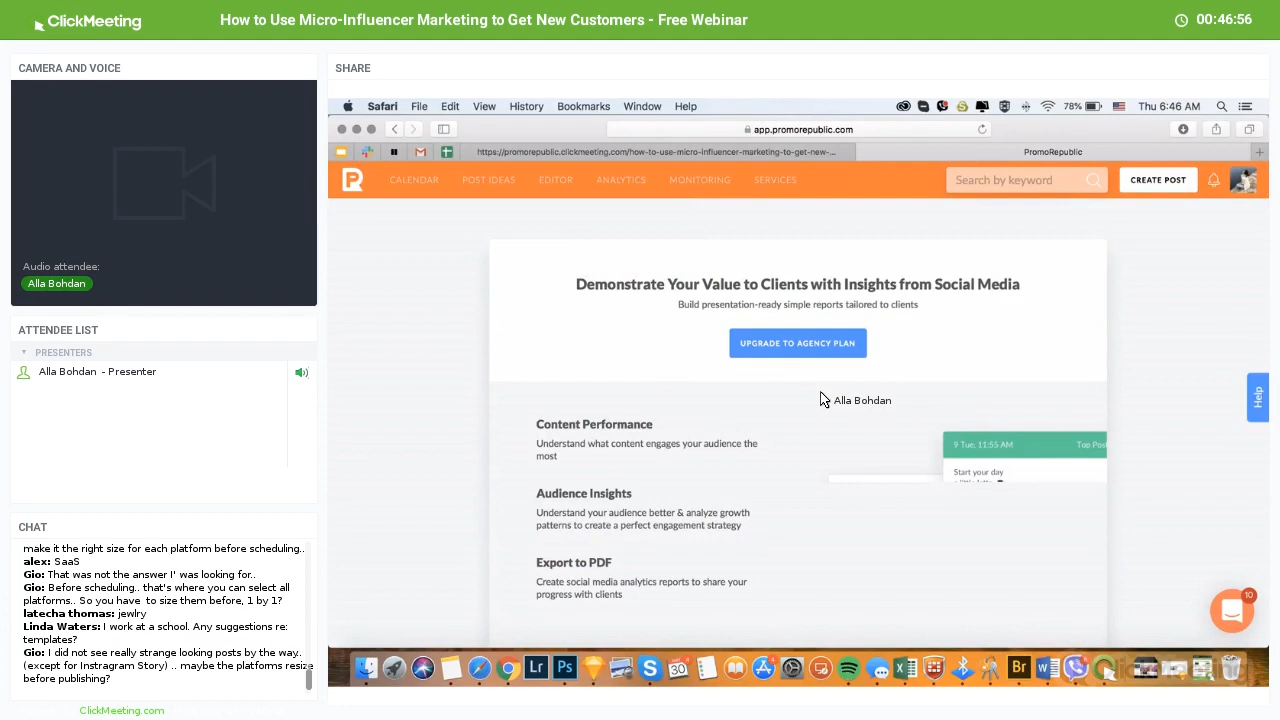 ClickMeeting
How to Use Micro-Influencer Marketing to Get New Customers - Free Webinar
00:46:56
CAMERA AND VOICE
Audio attendee:
Alla Bohdan
ATTENDEE LIST
PRESENTERS
Alla Bohdan - Presenter
CHAT
make it the right size for each platform before scheduling..
alex: SaaS
Gio: That was not the answer I' was looking for..
Gio: Before scheduling.. that's where you can select all
platforms.. So you have to size them before, 1 by 1?
latecha thomas: jewlry
Linda Waters: I work at a school. Any suggestions re:
templates?
Gio: I did not see really strange looking posts by the way..
(except for Instragram Story) .. maybe the platforms resize
before publishing?
ClickMeeting.com
SHARE
Safari File Edit View History Bookmarks Window Help
78% Thu 6:46 AM
app.promorepublic.com
https://promorepublic.clickmeeting.com/how-to-use-micro-influencer-marketing-to-get-new-...
PromoRepublic
CALENDAR POST IDEAS EDITOR ANALYTICS MONITORING SERVICES
Search by keyword
CREATE POST
Demonstrate Your Value to Clients with Insights from Social Media
Build presentation-ready simple reports tailored to clients
UPGRADE TO AGENCY PLAN
Alla Bohdan
Content Performance
Understand what content engages your audience the
most
9 Tue, 11:55 AM Top Post
Start your day
Audience Insights
Understand your audience better & analyze growth
patterns to create a perfect engagement strategy
Export to PDF
Create social media analytics reports to share your
progress with clients
Help
10
Lr Ps 30 Br